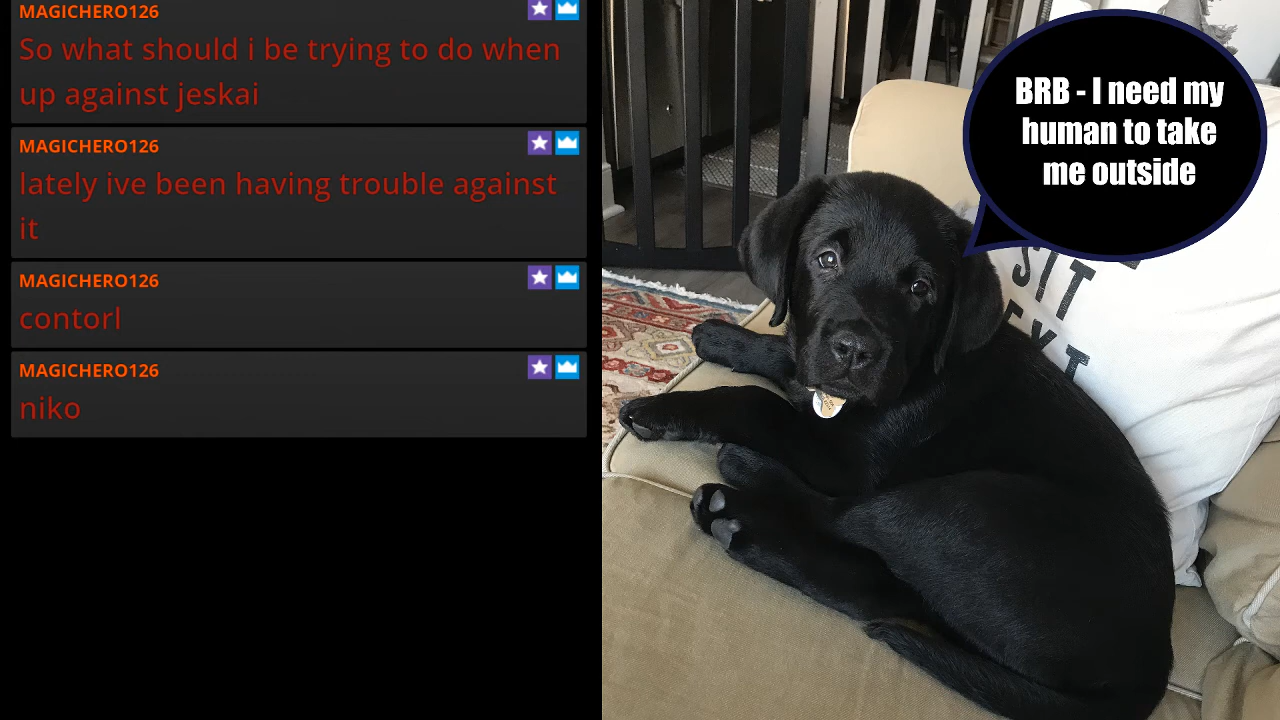 MAGICHERO126
So what should i be trying to do when
up against jeskai
MAGICHERO126
lately ive been having trouble against
it
MAGICHERO126
contorl
MAGICHERO126
niko
BRB - I need my
human to take
me outside
SIT